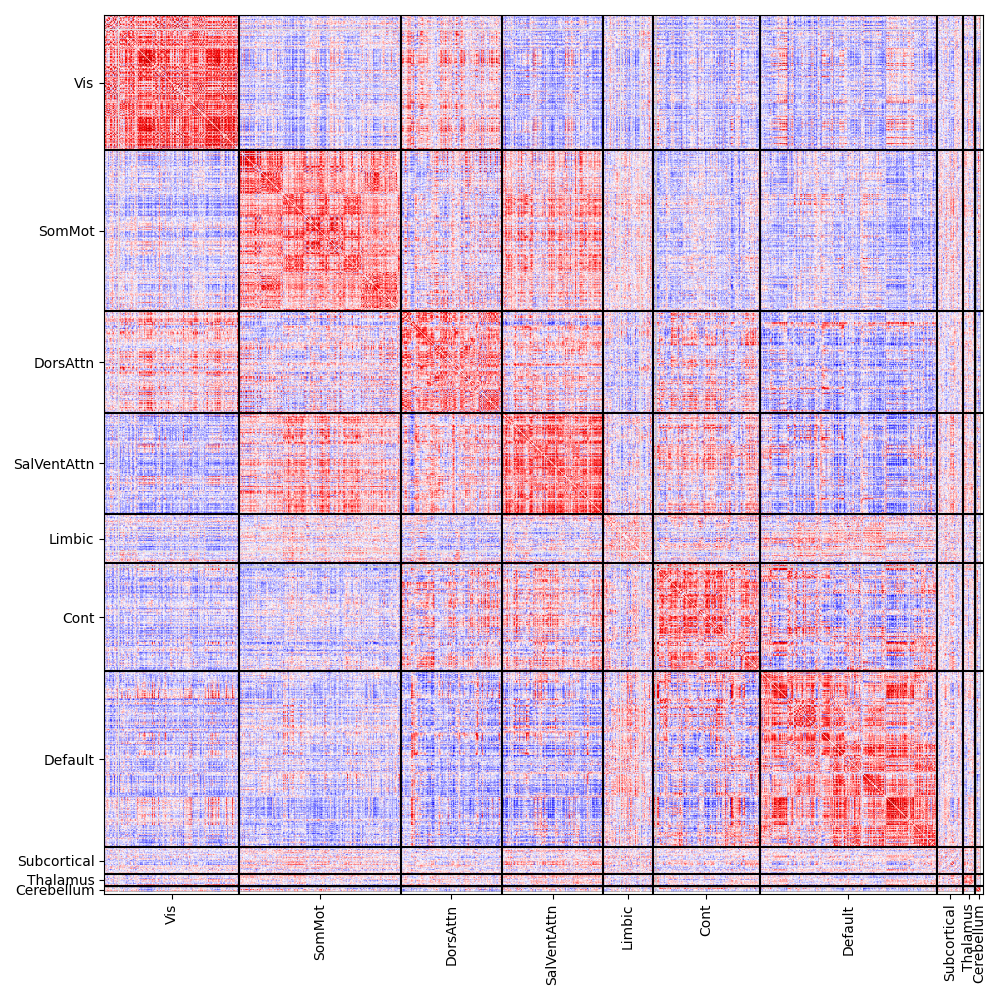 Vis
SomMot
DorsAttn
SalVentAttn
Limbic
Cont
Default
Subcortical
Thalamus
Cerebellum
Vis
SomMot
DorsAttn
SalVentAttn
Limbic
Cont
Default
Subcortical
Thalamus
Cerebellum